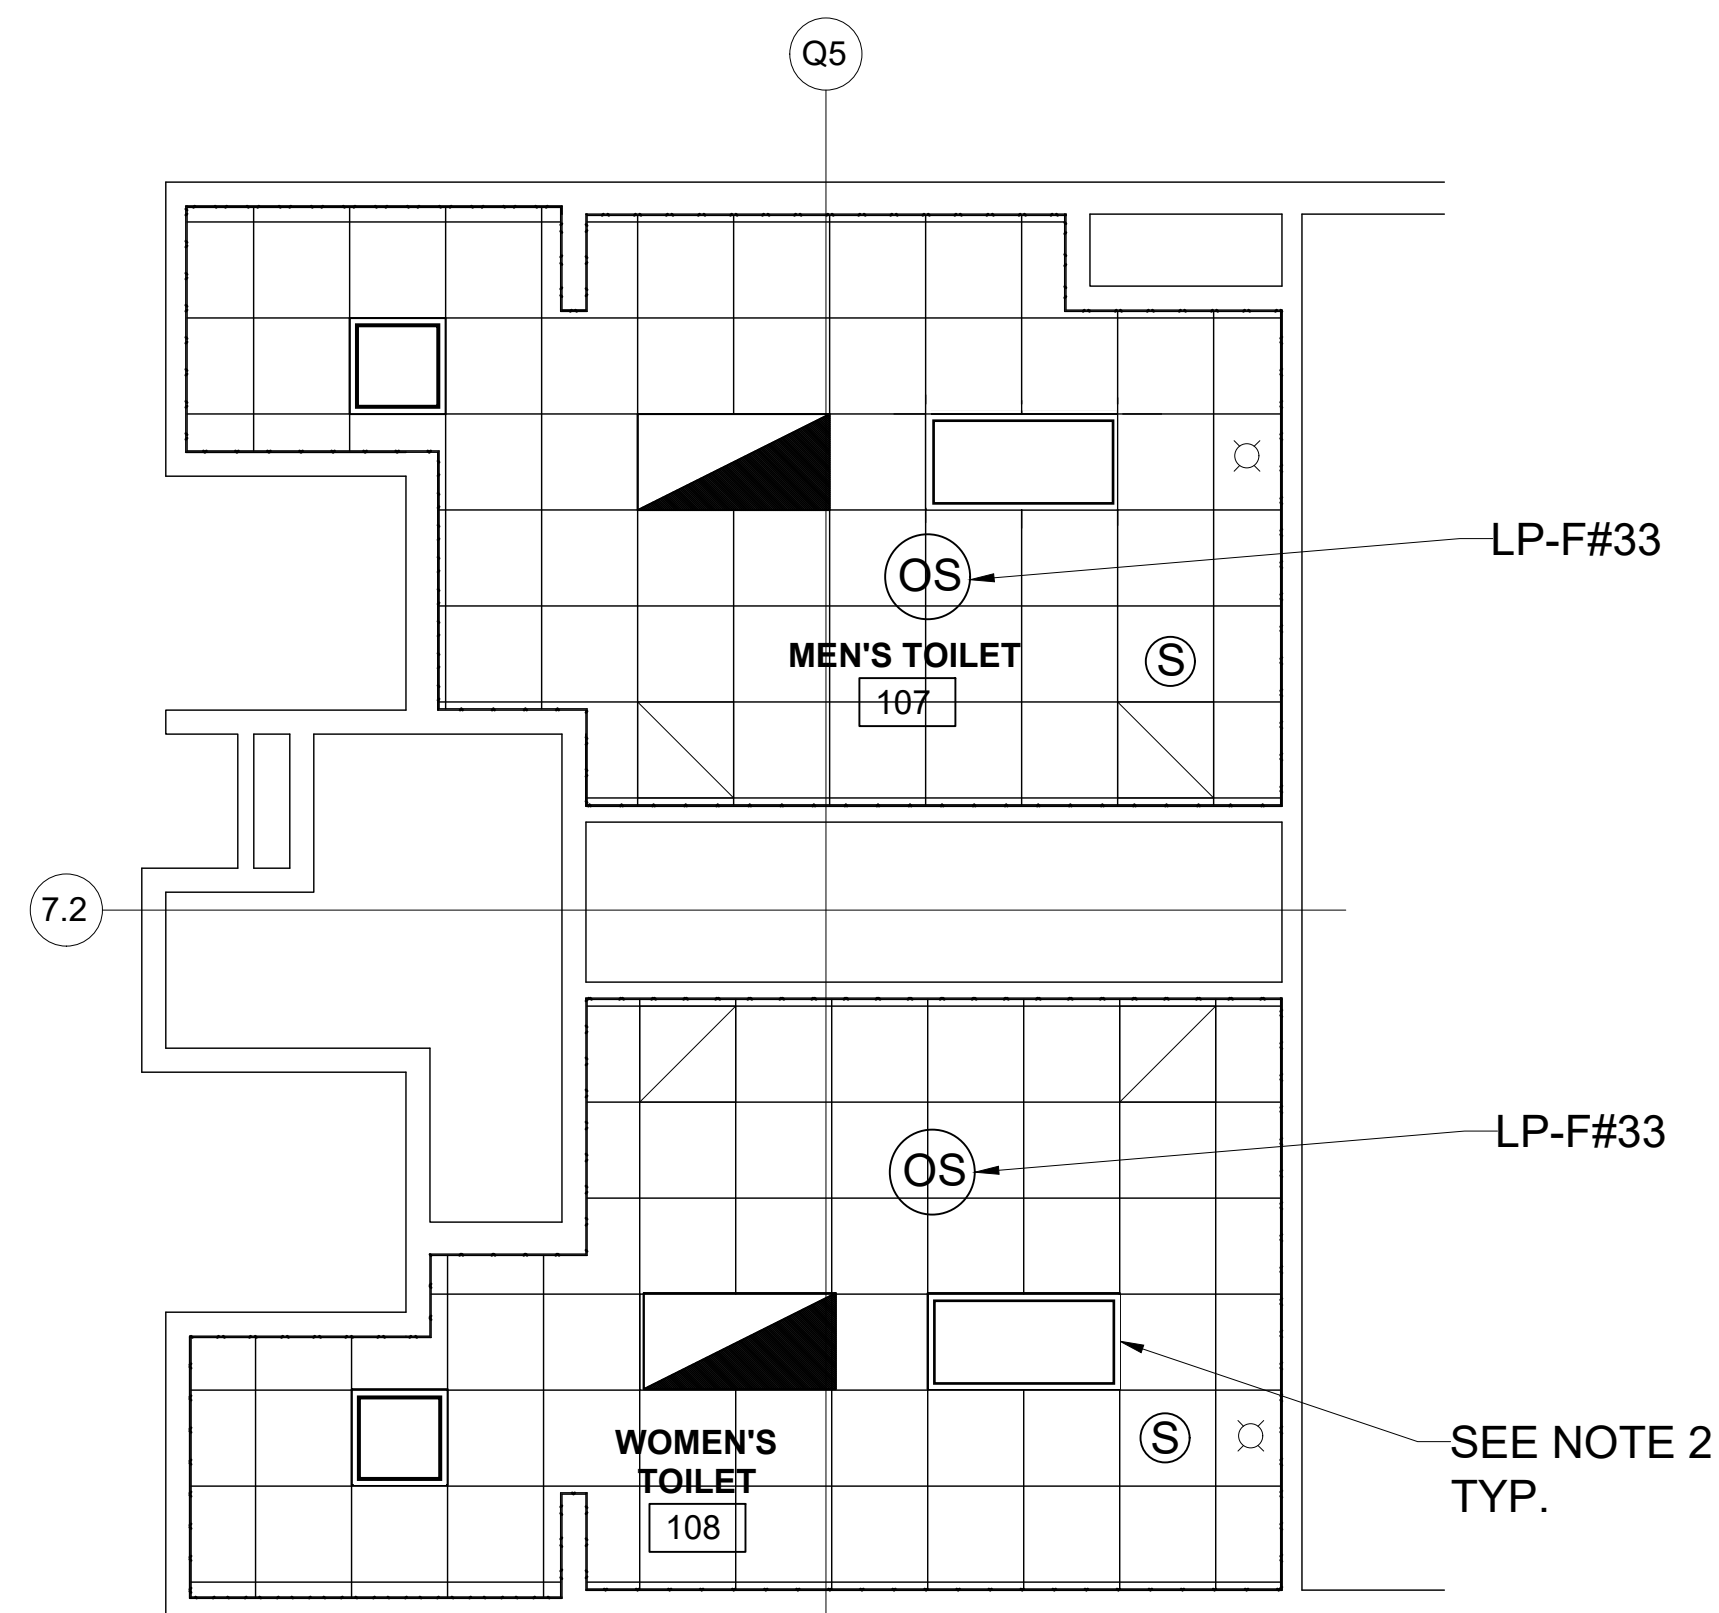 Q5
LP-F#33
OS
MEN'S TOILET
S
107
7.2
LP-F#33
OS
SEE NOTE 2
TYP.
S
WOMEN'S
TOILET
108